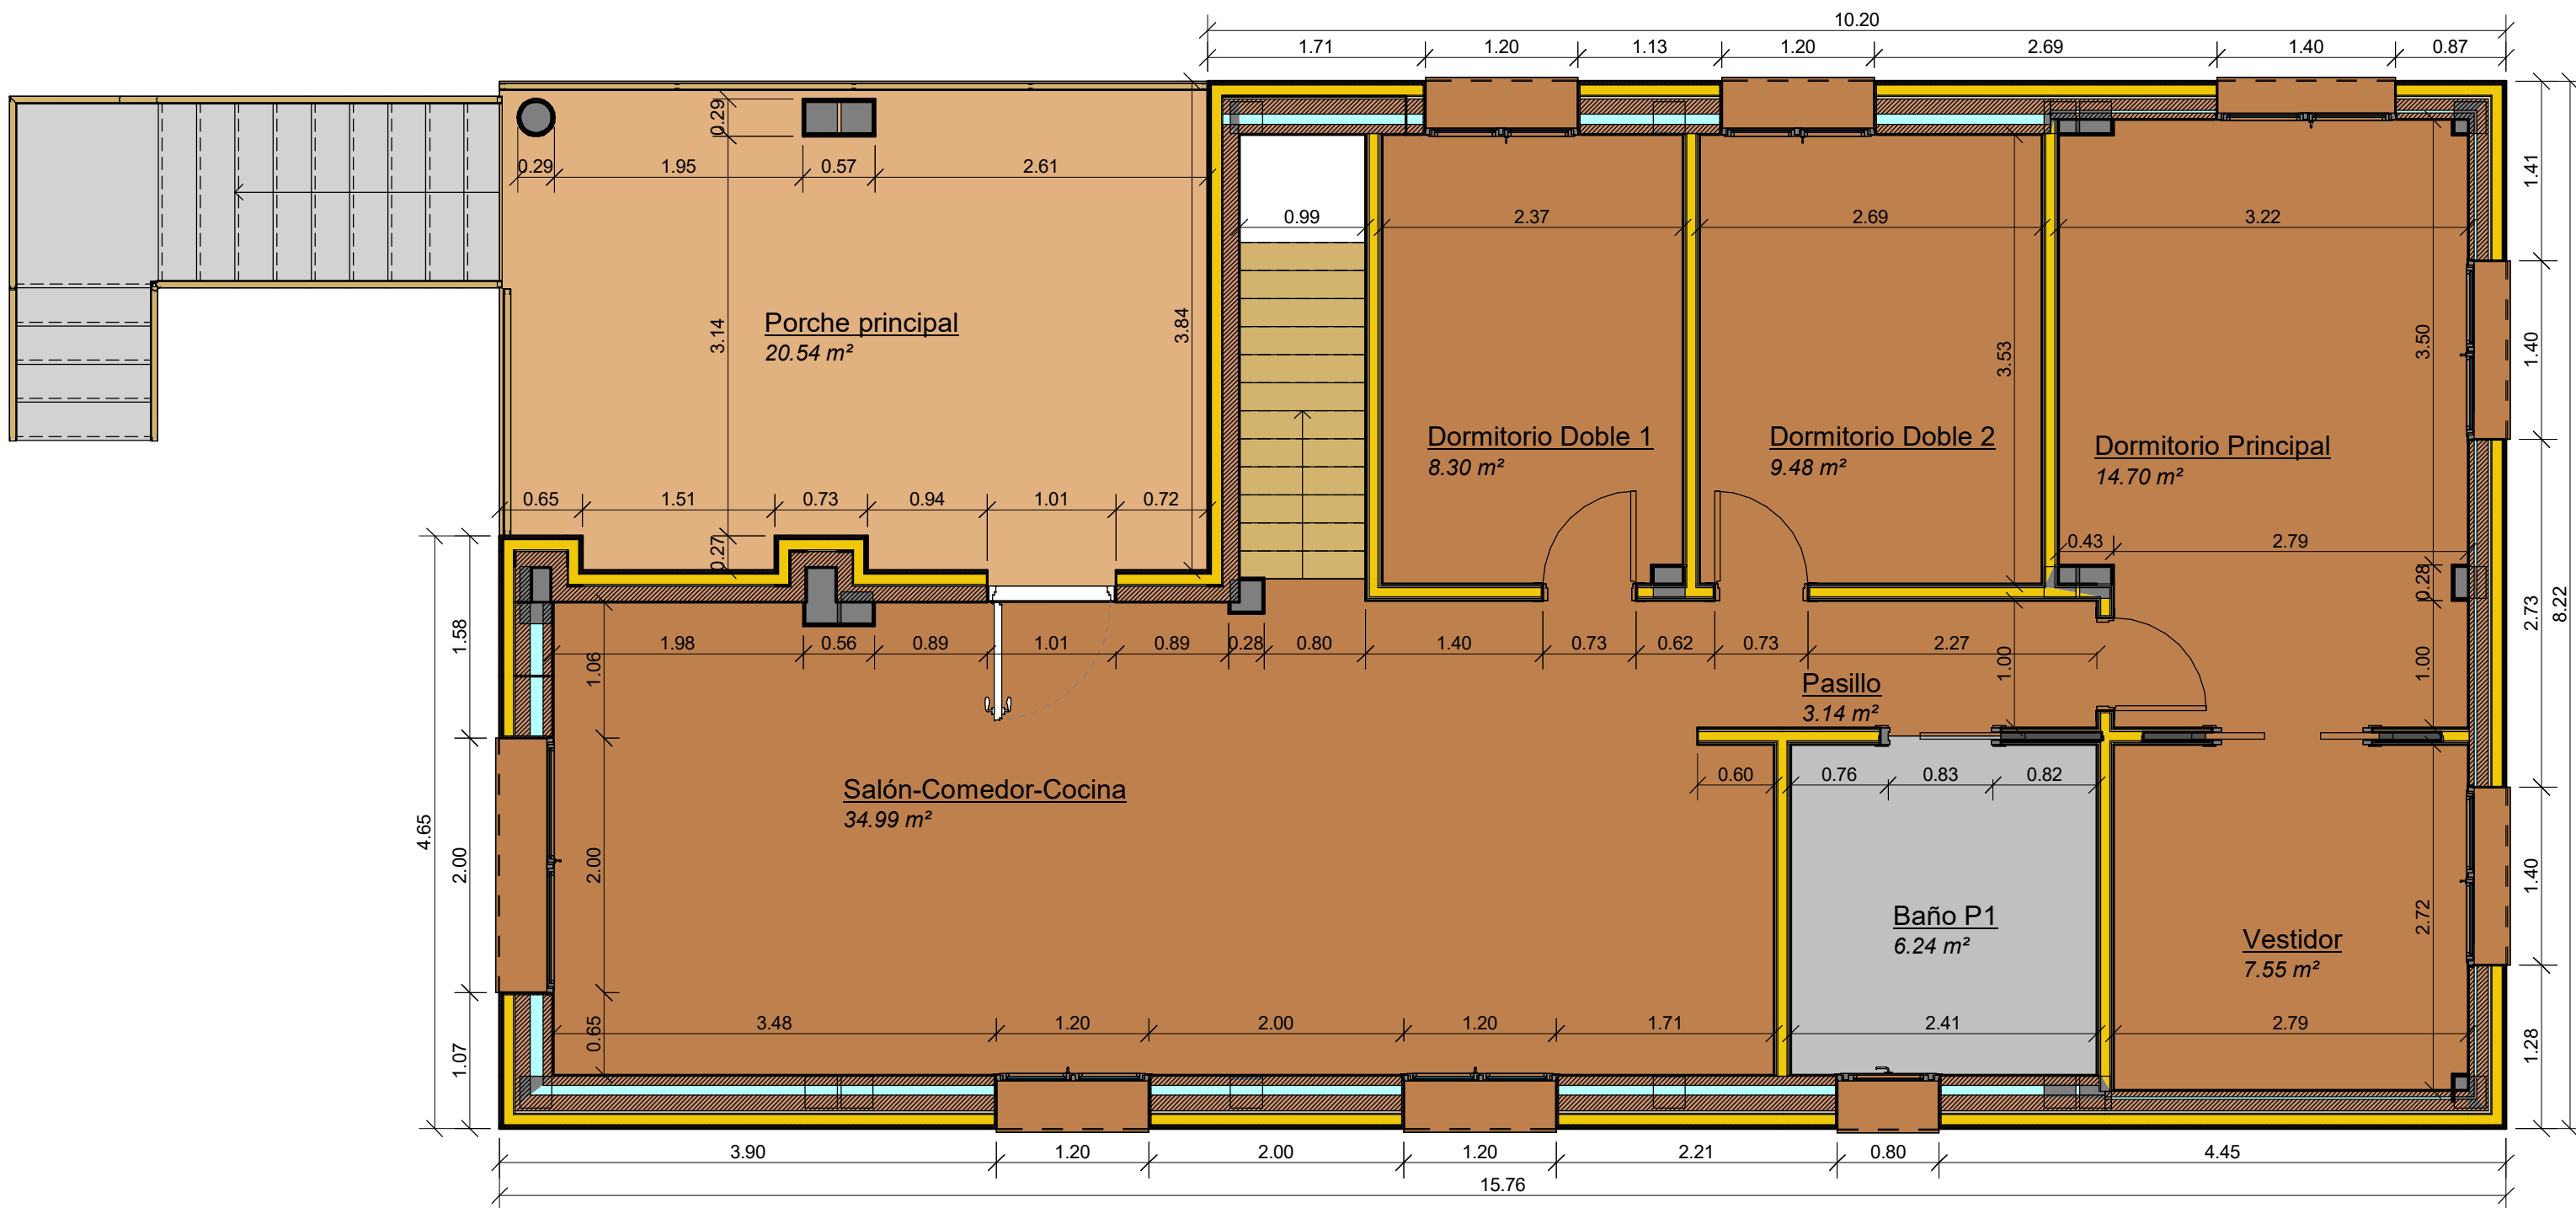 10.20
1.71 1.20 1.13 1.20 2.69 1.40 0.87
0.29
0.29 1.95 0.57 2.61
1.41
0.99 2.37 2.69 3.22
Porche principal
20.54 m²
3.14 3.84 3.53 3.50 1.40
Dormitorio Doble 1
8.30 m²
Dormitorio Doble 2
9.48 m²
Dormitorio Principal
14.70 m²
0.65 1.51 0.73 0.94 1.01 0.72
0.27
0.43 2.79
0.28
2.73 8.22
1.58 1.06
1.98 0.56 0.89 1.01 0.89 0.28 0.80 1.40 0.73 0.62 0.73 2.27
1.00 1.00
Pasillo
3.14 m²
0.60 0.76 0.83 0.82
Salón-Comedor-Cocina
34.99 m²
4.65 2.00 2.00
1.40
Baño P1
6.24 m²
Vestidor
7.55 m²
2.72
3.48 1.20 2.00 1.20 1.71 2.41 2.79
1.07 0.65 1.28
3.90 1.20 2.00 1.20 2.21 0.80 4.45
15.76